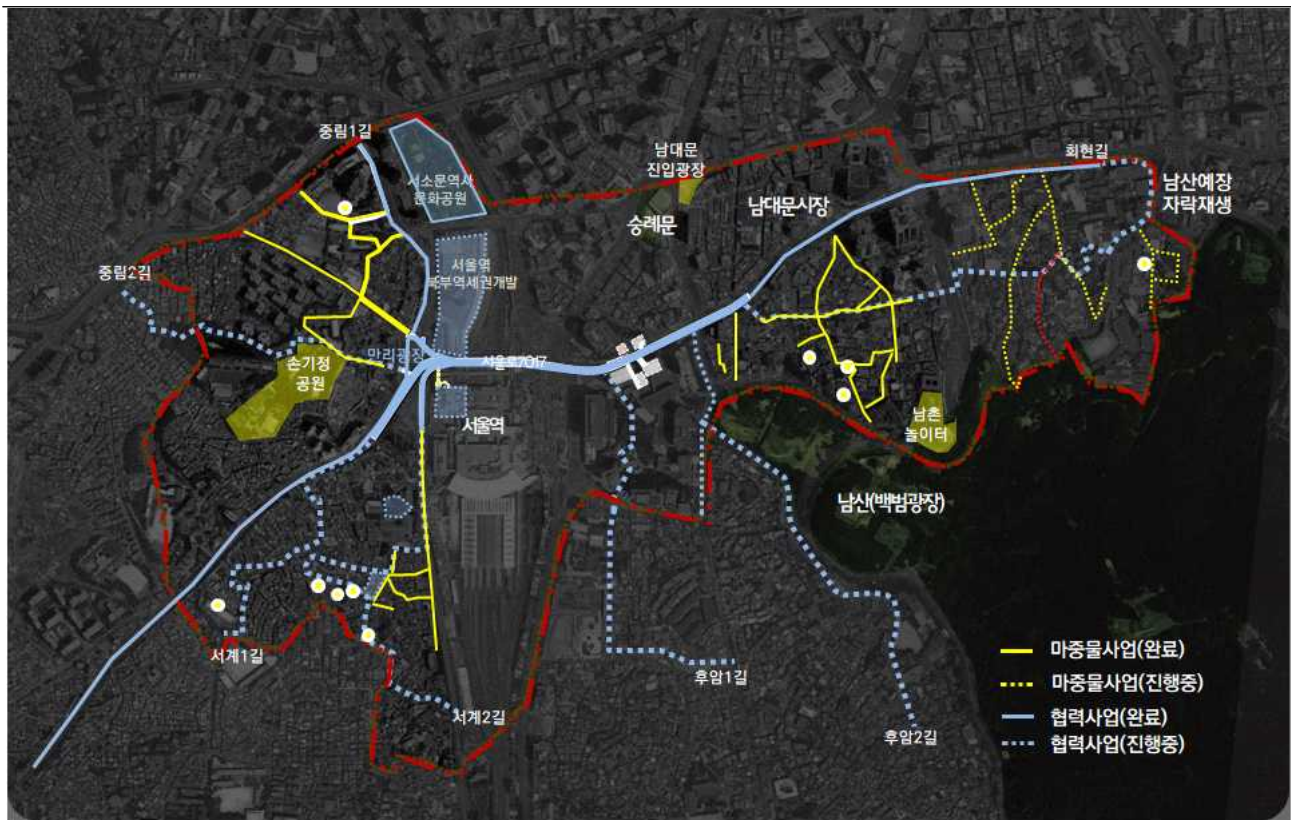 중림1길
서소문역사
문화공원
남대문
진입광장
숭례문
남대문시장
회현길
남산예장
자락재생
중림2길
서울역
북부역세권개발
손기정
공원
만리광장
서울로7017
서울역
남촌
놀이터
남산(백범광장)
서계1길
서계2길
후암1길
후암2길
마중물사업(완료)
마중물사업(진행중)
협력사업(완료)
협력사업(진행중)